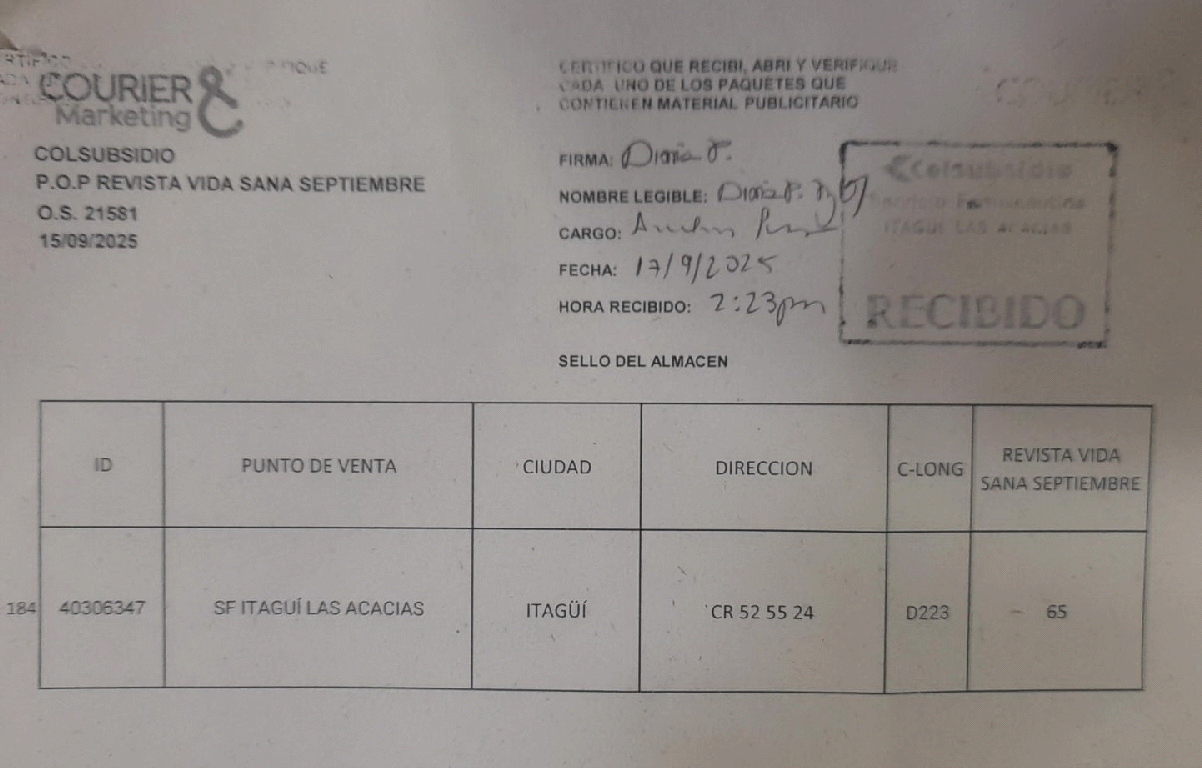 COURIER &
Marketing
COLSUBSIDIO
P.O.P REVISTA VIDA SANA SEPTIEMBRE
O.S. 21581
15/09/2025
CERTIFICO QUE RECIBI, ABRI Y VERIFIQUE
CADA UNO DE LOS PAQUETES QUE
CONTIENEN MATERIAL PUBLICITARIO
FIRMA:
NOMBRE LEGIBLE:
CARGO:
FECHA: 17/9/2025
HORA RECIBIDO: 2:23pm
SELLO DEL ALMACEN
Colsubsidio
Servicio Farmaceutico
ITAGUI LAS ACACIAS
RECIBIDO
ID PUNTO DE VENTA CIUDAD DIRECCION C-LONG REVISTA VIDA
SANA SEPTIEMBRE
184 40306347 SF ITAGUÍ LAS ACACIAS ITAGÜÍ CR 52 55 24 D223 65